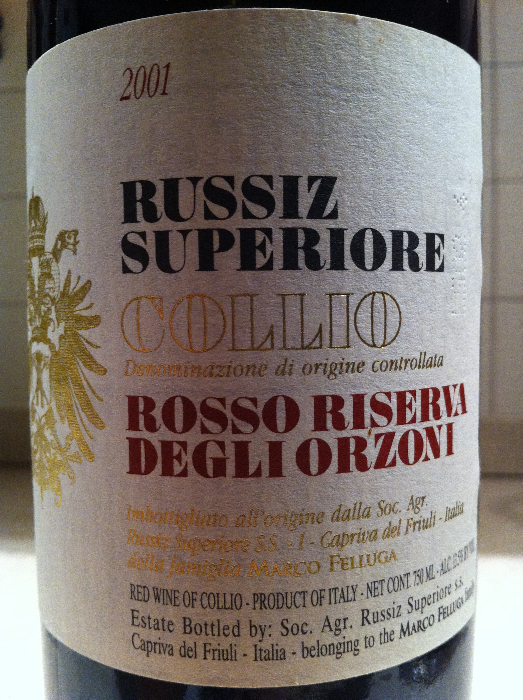 2001
RUSSIZ
SUPERIORE
COLLIO
Denominazione di origine controllata
ROSSO RISERVA
DEGLI ORZONI
Imbottigliato all'origine dalla Soc. Agr.
Russiz Superiore S.S. - I - Capriva del Friuli - Italia
della famiglia MARCO FELLUGA
RED WINE OF COLLIO - PRODUCT OF ITALY - NET CONT. 750 ML - ALC.
Estate Bottled by: Soc. Agr. Russiz Superiore s.s.
Capriva del Friuli - Italia - belonging to the MARCO FELLUGA